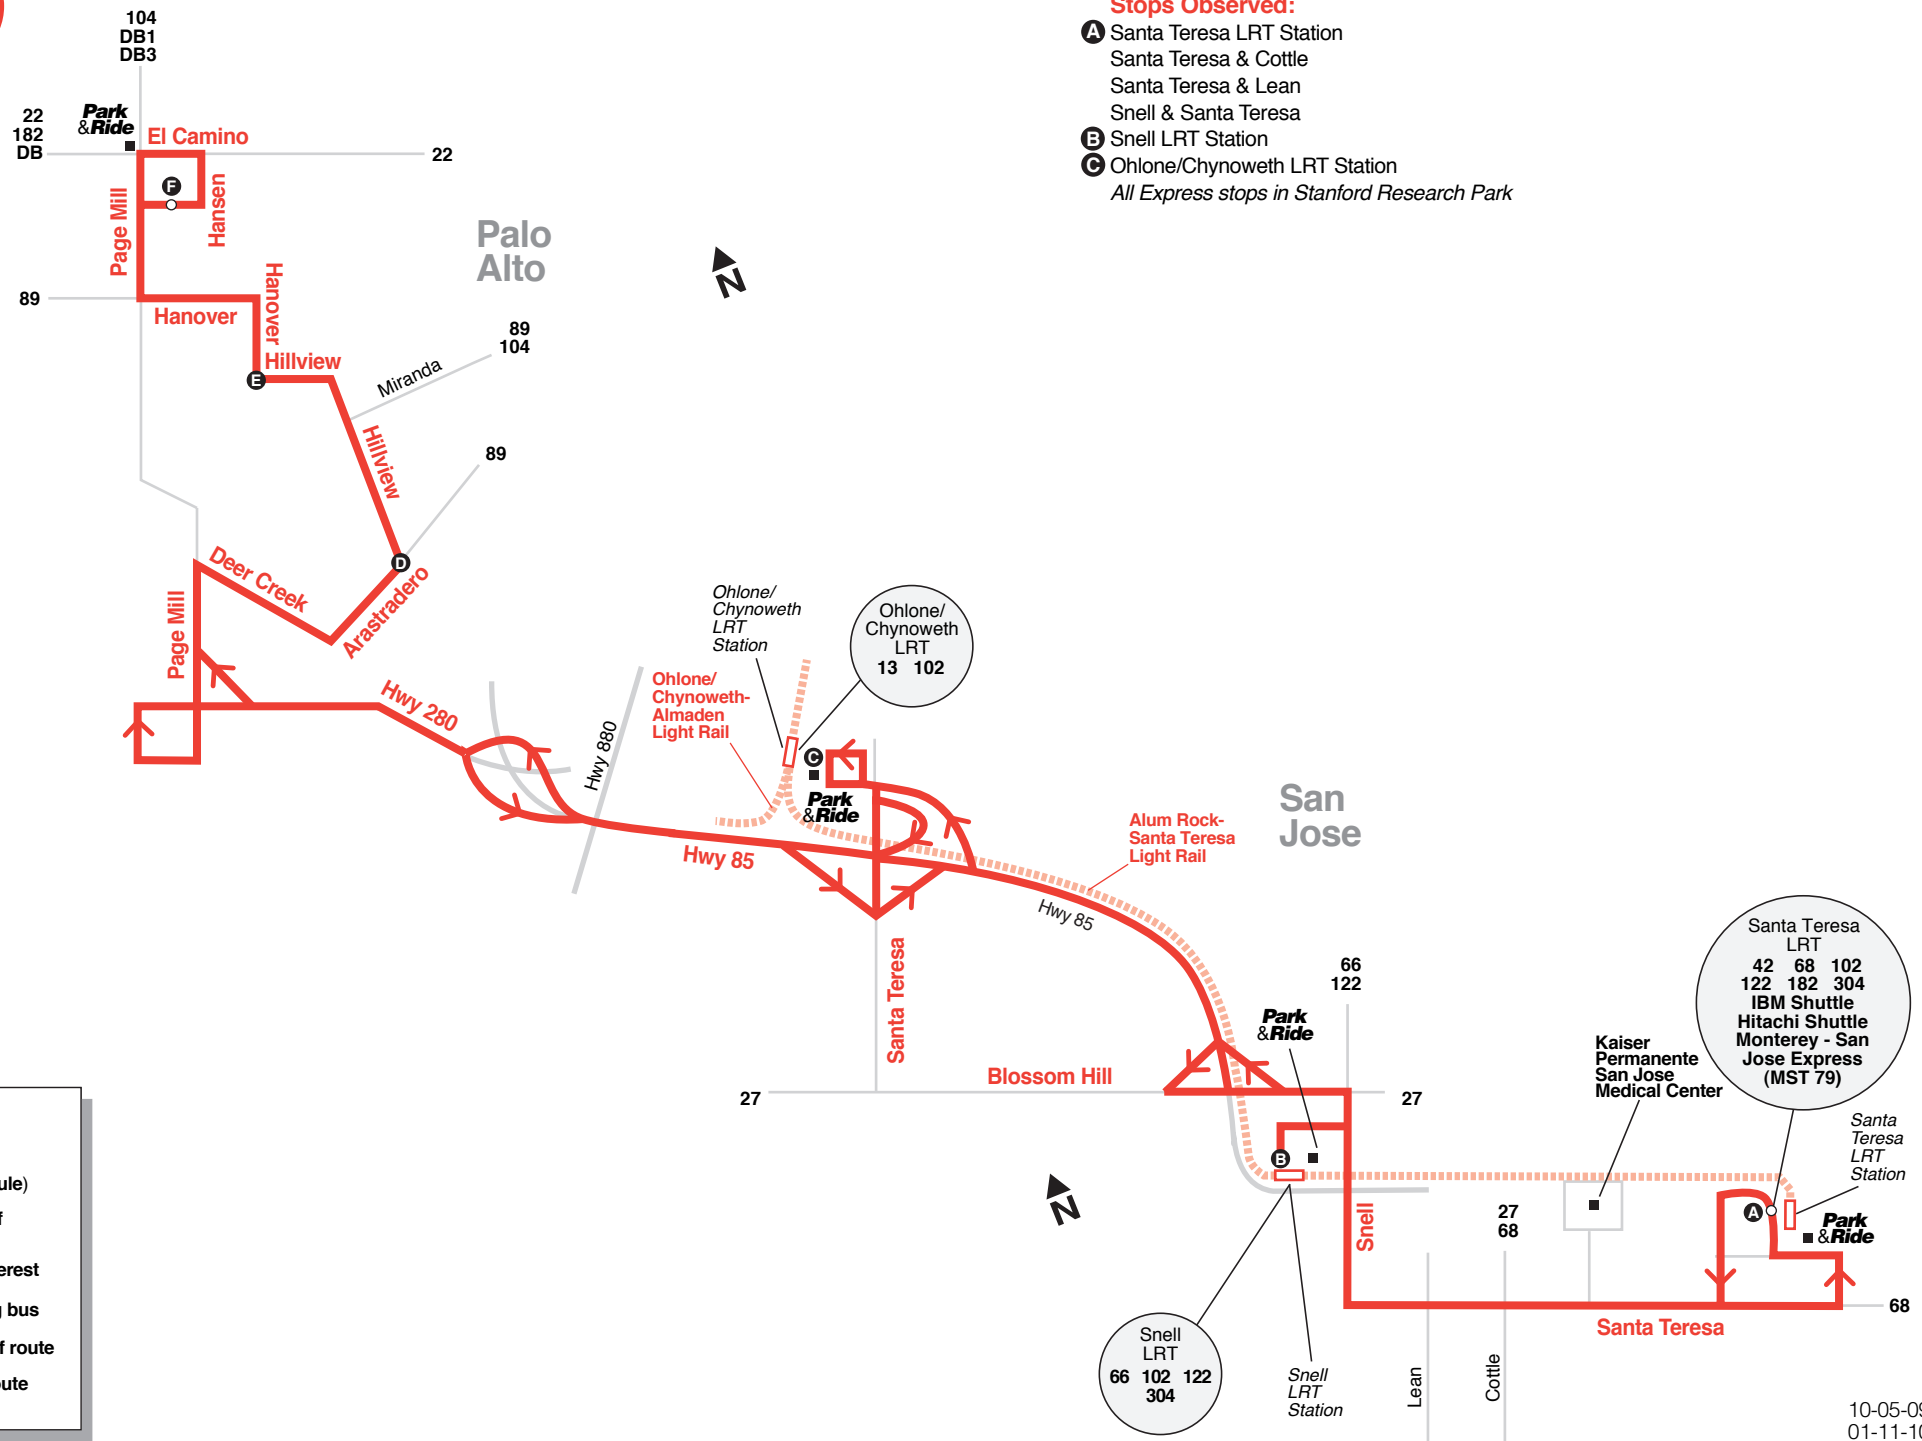 Stops Observed:
A Santa Teresa LRT Station
Santa Teresa & Cottle
Santa Teresa & Lean
Snell & Santa Teresa
B Snell LRT Station
C Ohlone/Chynoweth LRT Station
All Express stops in Stanford Research Park
104
DB1
DB3
22
182
DB
Park
&Ride
El Camino
22
F
Page Mill
Hansen
Palo
Alto
N
89
Hanover
Hanover
Hillview
E
89
104
Miranda
Hillview
89
D
Deer Creek
Arastradero
Page Mill
Hwy 280
Hwy 880
Ohlone/
Chynoweth
LRT
Station
Ohlone/
Chynoweth
LRT
13 102
Ohlone/
Chynoweth-
Almaden
Light Rail
C
Park
&Ride
Hwy 85
San
Jose
Alum Rock-
Santa Teresa
Light Rail
Hwy 85
Santa Teresa
66
122
Park
&Ride
Blossom Hill
27
27
Kaiser
Permanente
San Jose
Medical Center
Santa Teresa
LRT
42 68 102
122 182 304
IBM Shuttle
Hitachi Shuttle
Monterey - San
Jose Express
(MST 79)
Santa
Teresa
LRT
Station
B
N
Snell
27
68
A
Park
&Ride
68
Santa Teresa
Snell
LRT
66 102 122
304
Snell
LRT
Station
Lean
Cottle
bus
route
10-05-09